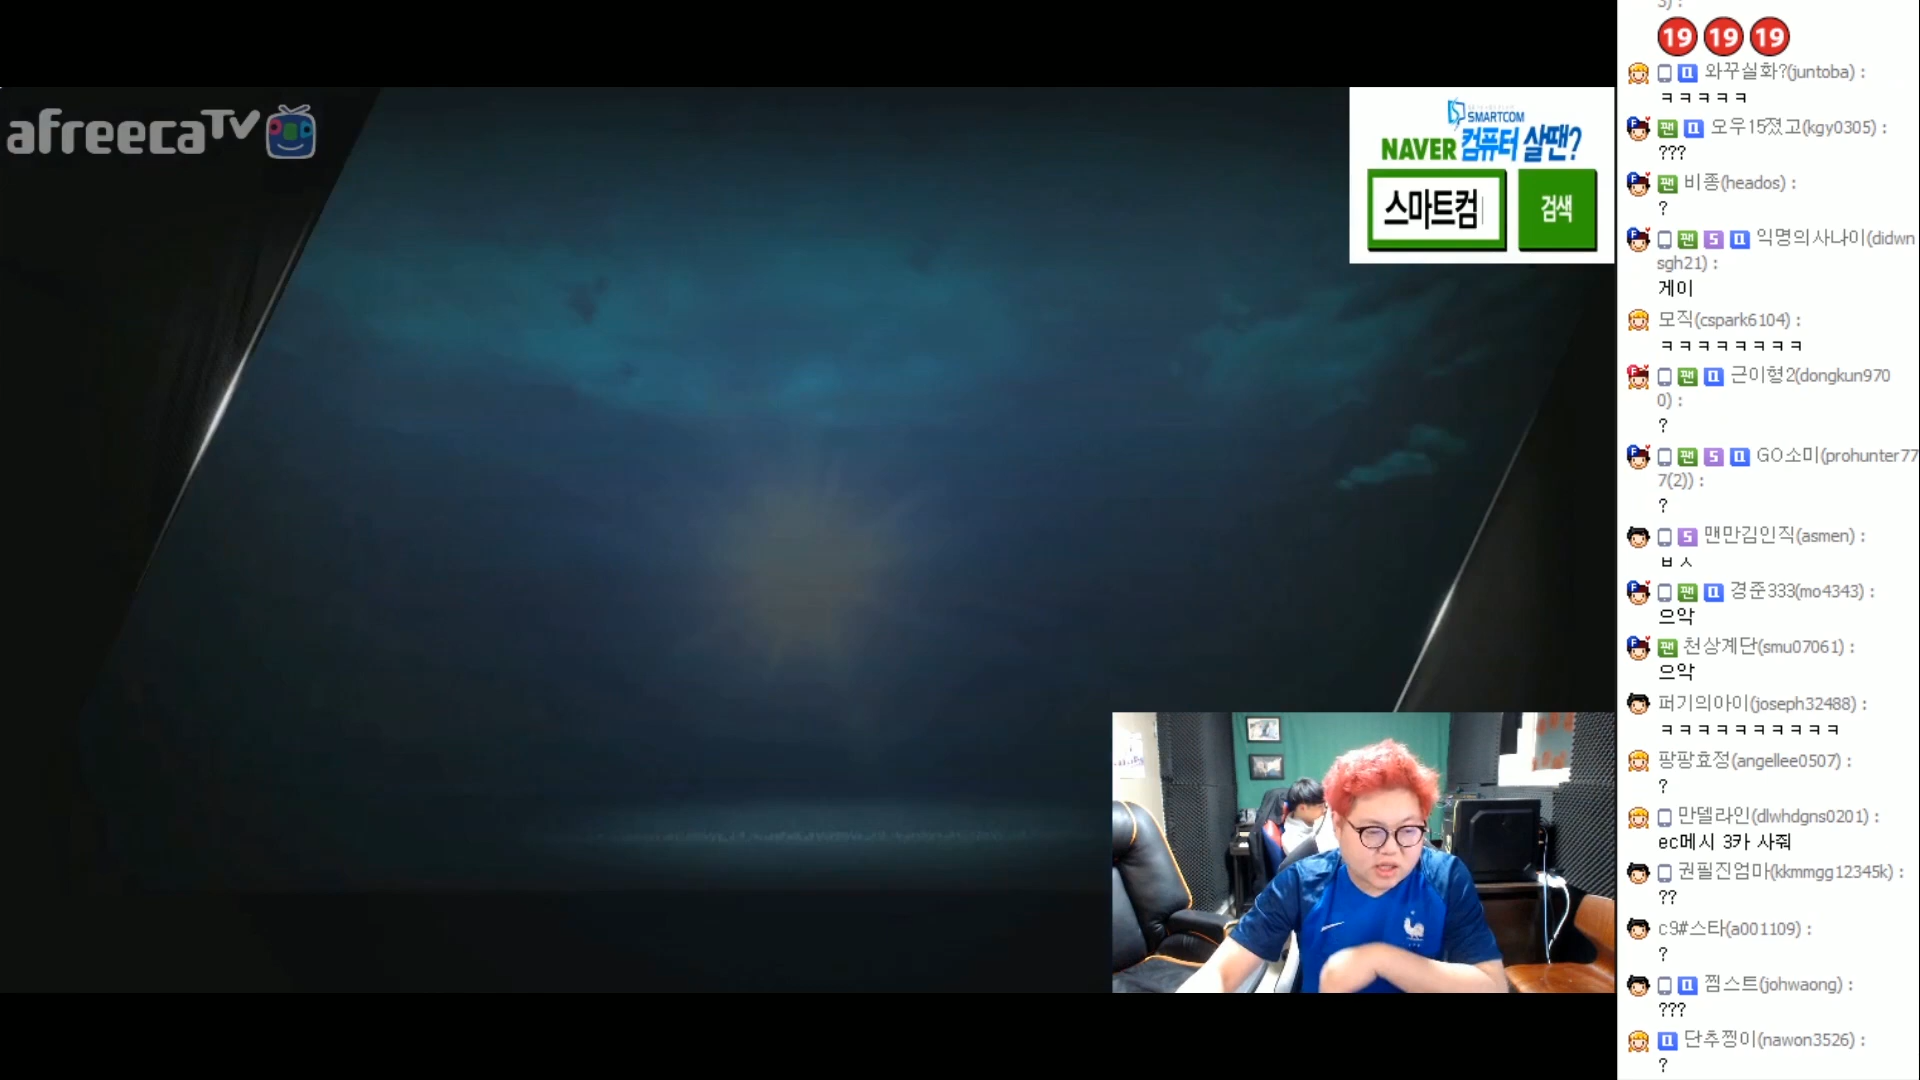 afreecaTV
SMARTCOM
NAVER 컴퓨터 살땐?
스마트컴
검색
3) :
19 19 19
와꾸실화?(juntoba) :
ㅋㅋㅋㅋㅋ
팬 오우15졌고(kgy0305) :
???
팬 비종(heados) :
?
팬 S 익명의사나이(didwn
sgh21) :
게이
모직(cspark6104) :
ㅋㅋㅋㅋㅋㅋㅋㅋ
팬 근이형2(dongkun970
0) :
?
팬 S GO소미(prohunter77
7(2)) :
?
S 맨만김인직(asmen) :
ㅂㅅ
팬 경준333(mo4343) :
으악
팬 천상계단(smu07061) :
으악
퍼기의아이(joseph32488) :
ㅋㅋㅋㅋㅋㅋㅋㅋㅋㅋ
팡팡효정(angellee0507) :
?
만델라인(dlwhdgns0201) :
ec메시 3카 사줘
권필진엄마(kkmmgg12345k) :
??
c9#스타(a001109) :
?
찜스트(johwaong) :
???
단추찡이(nawon3526) :
?